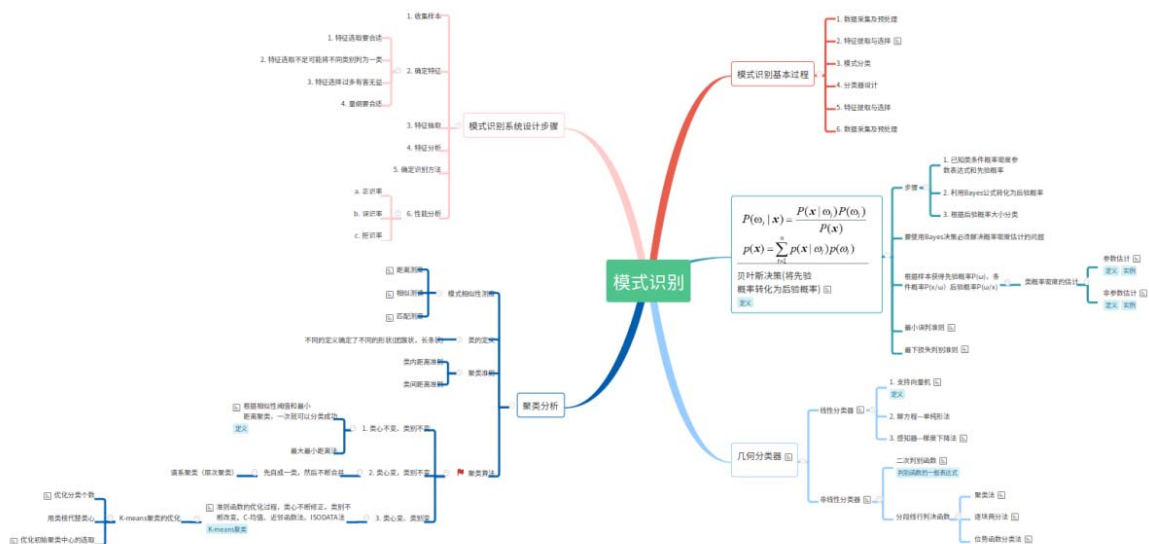 模式识别
模式识别基本过程
1. 数据采集及预处理
2. 特征提取与选择
3. 模式分类
4. 分类器设计
5. 特征提取与选择
6. 数据采集及预处理
P(ω_i | x) = P(x | ω_i)P(ω_i) / P(x)
p(x) = ∑ p(x | ω_i)p(ω_i)
贝叶斯决策(将先验
概率转化为后验概率)
定义
步骤
1. 已知类条件概率密度参
数表达式和先验概率
2. 利用Bayes公式转化为后验概率
3. 根据后验概率大小分类
要使用Bayes决策必须解决概率密度估计的问题
根据样本获得先验概率P(ω)，条
件概率P(x/ω) 后验概率P(ω/x)
类概率密度的估计
参数估计
定义 实例
非参数估计
定义 实例
最小误判准则
最下损失判别准则
几何分类器
线性分类器
1. 支持向量机
定义
2. 解方程—单纯形法
3. 感知器—梯度下降法
非线性分类器
二次判别函数
判别函数的一般表达式
分段线行判决函数
聚类法
逐块两分法
位势函数分类法
模式识别系统设计步骤
1. 收集样本
2. 确定特征
1. 特征选取要合适
2. 特征选取不足可能将不同类别判为一类
3. 特征选择过多有害无益
4. 量纲要合适
3. 特征抽取
4. 特征分析
5. 确定识别方法
6. 性能分析
a. 正识率
b. 误识率
c. 拒识率
聚类分析
模式相似性测度
距离测度
相似测度
匹配测度
类的定义
不同的定义确定了不同的形状(团簇状，长条状)
聚类准则
类内距离准则
类间距离准则
聚类算法
1. 类心不变、类别不变
根据相似性阈值和最小
距离聚类，一次就可以分类成功
定义
最大最小距离法
2. 类心变、类别不变
先自成一类，然后不断合并
谱系聚类（层次聚类）
3. 类心变、类别变
准则函数的优化过程，类心不断修正、类别不
断改变，C-均值、近邻函数法、ISODATA法
K-means聚类
K-means聚类的优化
优化分类个数
用类核代替类心
优化初始聚类中心的选取